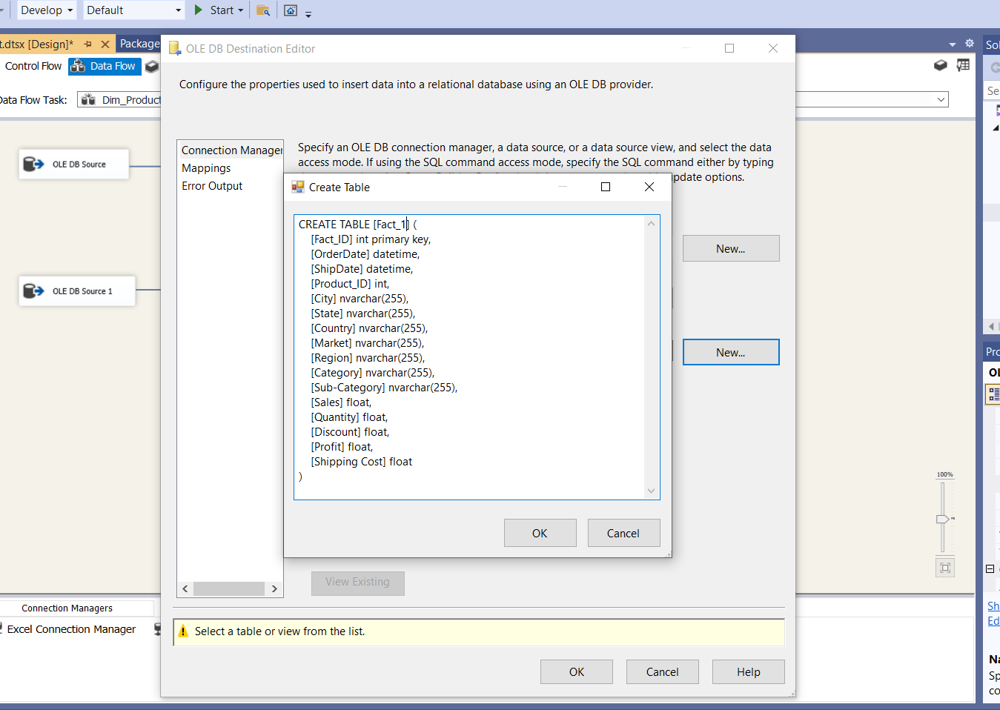 Develop
Default
Start
t.dtsx [Design]*
Package
OLE DB Destination Editor
Sol
Control Flow
Data Flow
Configure the properties used to insert data into a relational database using an OLE DB provider.
Se
Data Flow Task:
Dim_Product
Connection Manager
Mappings
Error Output
Specify an OLE DB connection manager, a data source, or a data source view, and select the data
access mode. If using the SQL command access mode, specify the SQL command either by typing
update options.
OLE DB Source
OLE DB Source 1
Create Table
CREATE TABLE [Fact_1] (
[Fact_ID] int primary key,
[OrderDate] datetime,
[ShipDate] datetime,
[Product_ID] int,
[City] nvarchar(255),
[State] nvarchar(255),
[Country] nvarchar(255),
[Market] nvarchar(255),
[Region] nvarchar(255),
[Category] nvarchar(255),
[Sub-Category] nvarchar(255),
[Sales] float,
[Quantity] float,
[Discount] float,
[Profit] float,
[Shipping Cost] float
)
OK
Cancel
New...
New...
View Existing
Select a table or view from the list.
OK
Cancel
Help
100%
Connection Managers
Excel Connection Manager
Pro
OL
Sh
Ed
Na
Sp
co